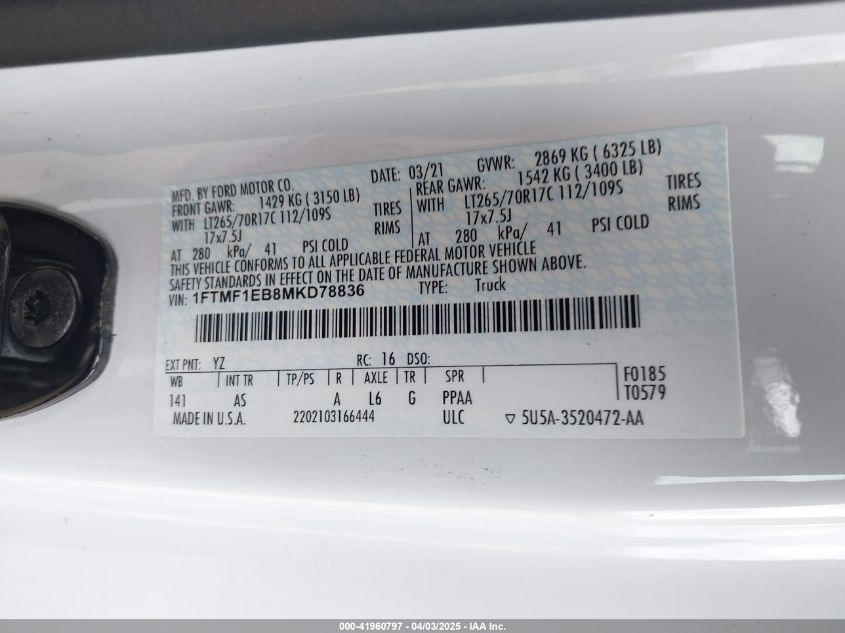 MFD. BY FORD MOTOR CO. DATE: 03/21 GVWR: 2869 KG ( 6325 LB)
FRONT GAWR: 1429 KG ( 3150 LB) REAR GAWR: 1542 KG ( 3400 LB)
WITH LT265/70R17C 112/109S TIRES WITH LT265/70R17C 112/109S TIRES
17x7.5J RIMS 17x7.5J RIMS
AT 280 kPa/ 41 PSI COLD AT 280 kPa/ 41 PSI COLD
THIS VEHICLE CONFORMS TO ALL APPLICABLE FEDERAL MOTOR VEHICLE
SAFETY STANDARDS IN EFFECT ON THE DATE OF MANUFACTURE SHOWN ABOVE.
VIN: 1FTMF1EB8MKD78836 TYPE: Truck
EXT PNT: YZ RC: 16 DSO:
WB INT TR TP/PS R AXLE TR SPR F0185
141 AS A L6 G PPAA T0579
MADE IN U.S.A. 2202103166444 ULC ▽ 5U5A-3520472-AA
000-41960797 - 04/03/2025 - IAA Inc.